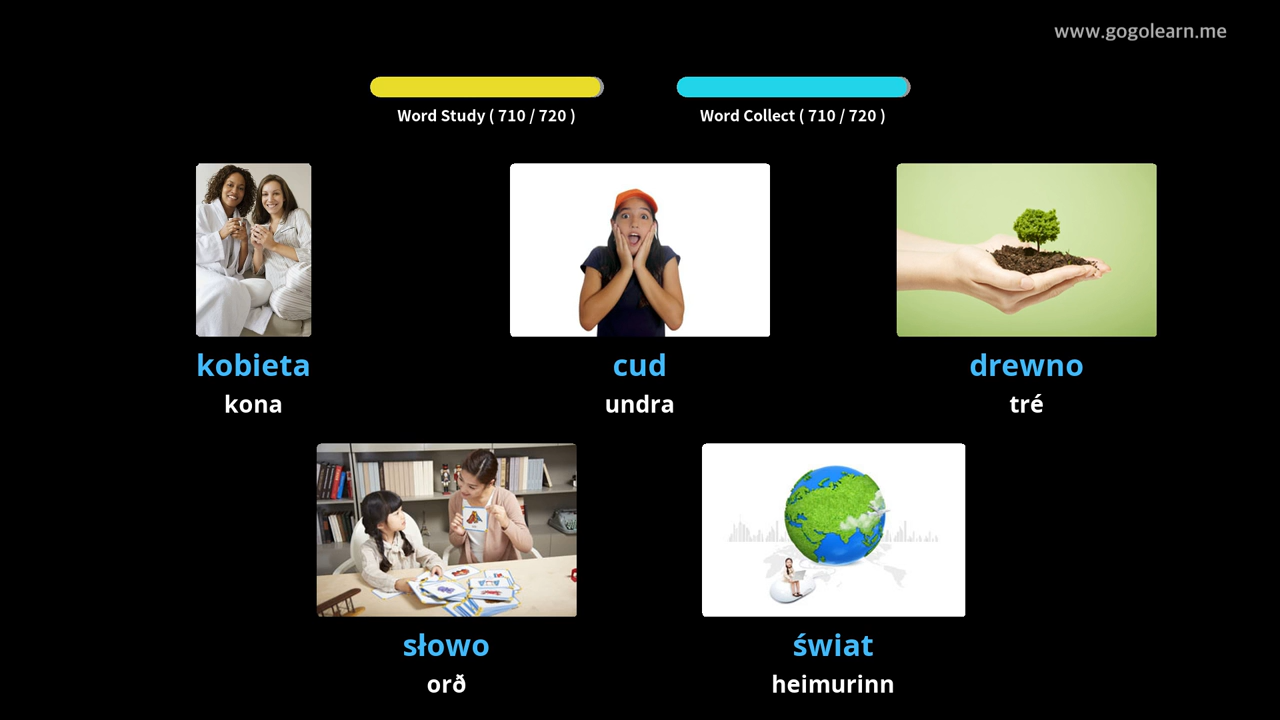 www.gogolearn.me
Word Study ( 710 / 720 )
Word Collect ( 710 / 720 )
kobieta
kona
cud
undra
drewno
tré
słowo
orð
świat
heimurinn